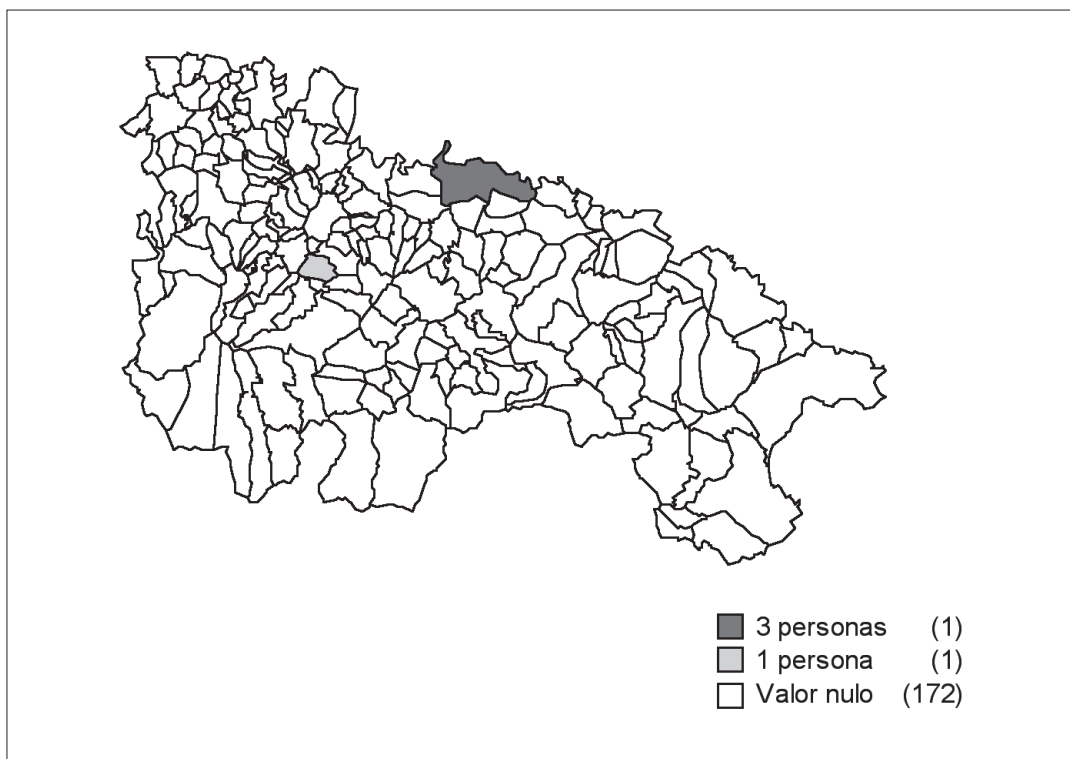 3 personas (1)
1 persona (1)
Valor nulo (172)